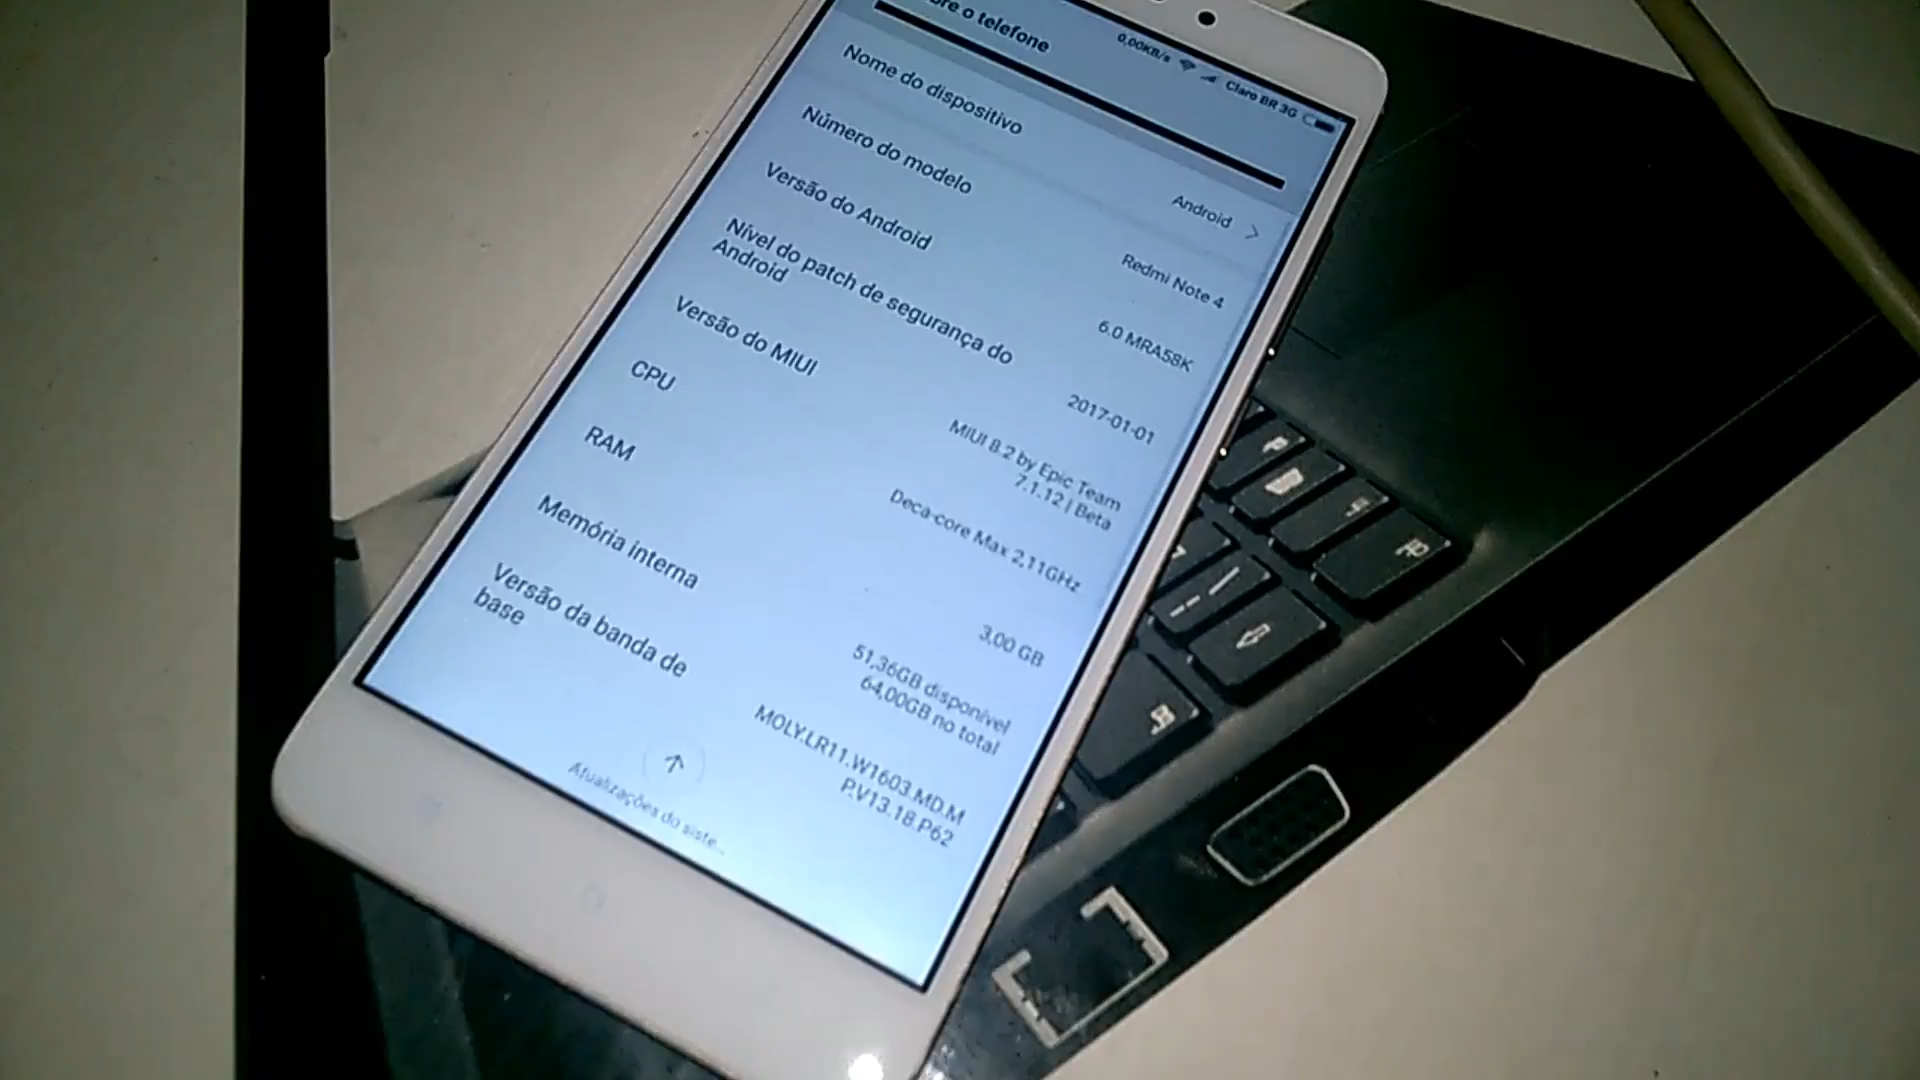 0,00KB/s Claro BR 3G
bre o telefone
Nome do dispositivo
Android
Número do modelo
Redmi Note 4
Versão do Android
6.0 MRA58K
Nível do patch de segurança do
Android
2017-01-01
Versão do MIUI
MIUI 8.2 by Epic Team
7.1.12 | Beta
CPU
Deca-core Max 2,11GHz
RAM
3,00 GB
Memória interna
51,36GB disponível
64,00GB no total
Versão da banda de
base
MOLY.LR11.W1603.MD.M
P.V13.18.P62
Atualizações do siste...